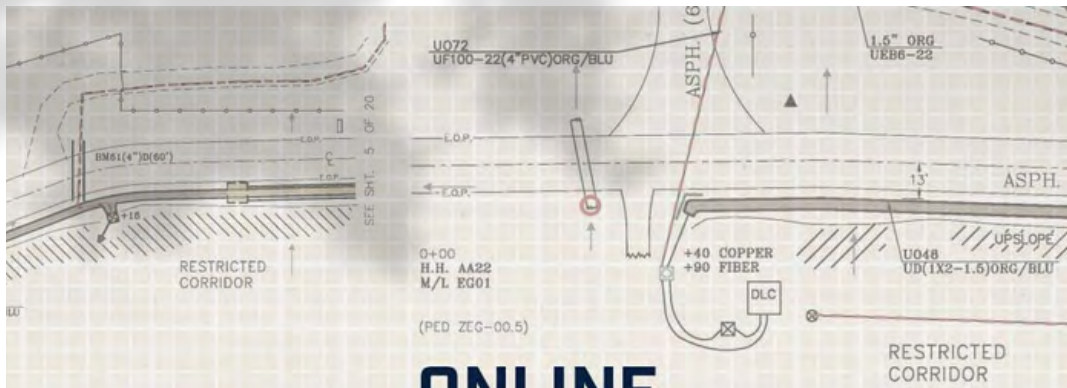 UO72
UF100-22(4"PVC)ORG/BLU
ASPH. (6
1.5" ORG
UEB6-22
SEE SHT. 5 OF 20
E.O.P.
BM61(4")D(60')
E.O.P.
E.O.P.
E.O.P.
13'
ASPH.
+16
RESTRICTED
CORRIDOR
0+00
H.H. AA22
M/L EG01
(PED ZEG-00.5)
+40 COPPER
+90 FIBER
DLC
UPSLOPE
UO46
UD(1X2-1.5)ORG/BLU
RESTRICTED
CORRIDOR
ONLINE